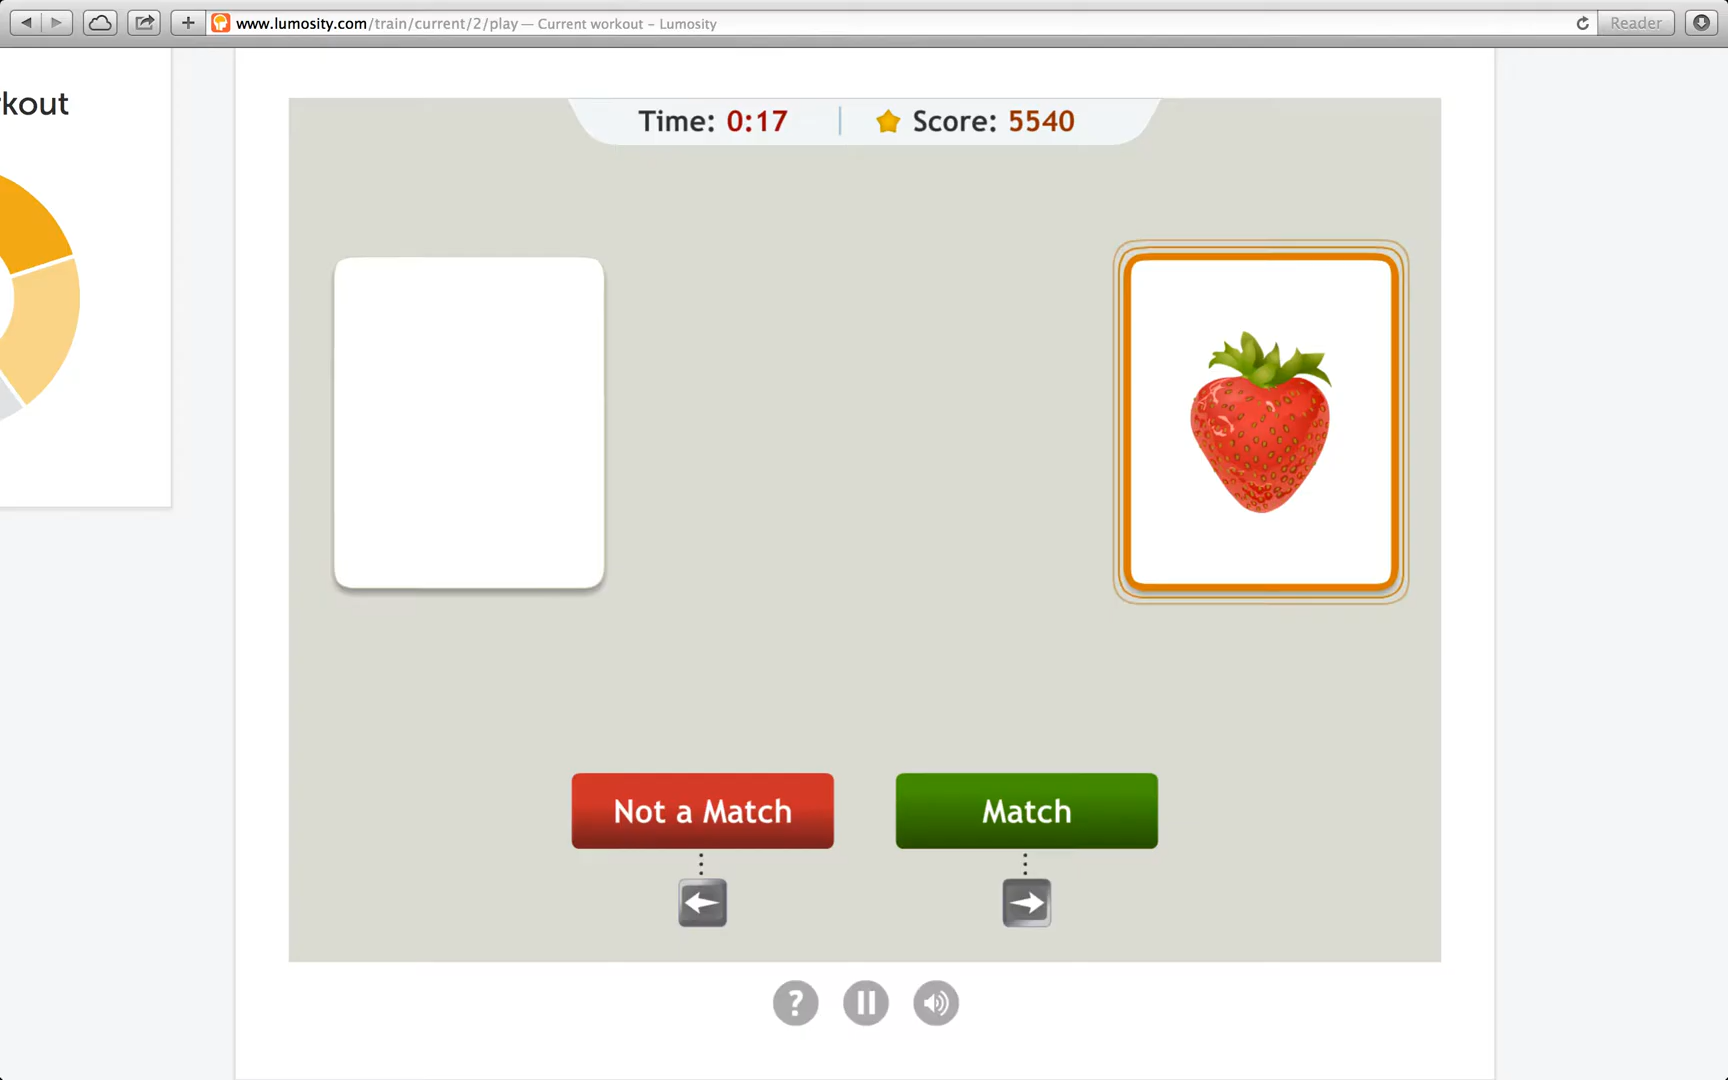 www.lumosity.com/train/current/2/play — Current workout – Lumosity
Reader
rkout
Time: 0:17
Score: 5540
Not a Match
Match
?